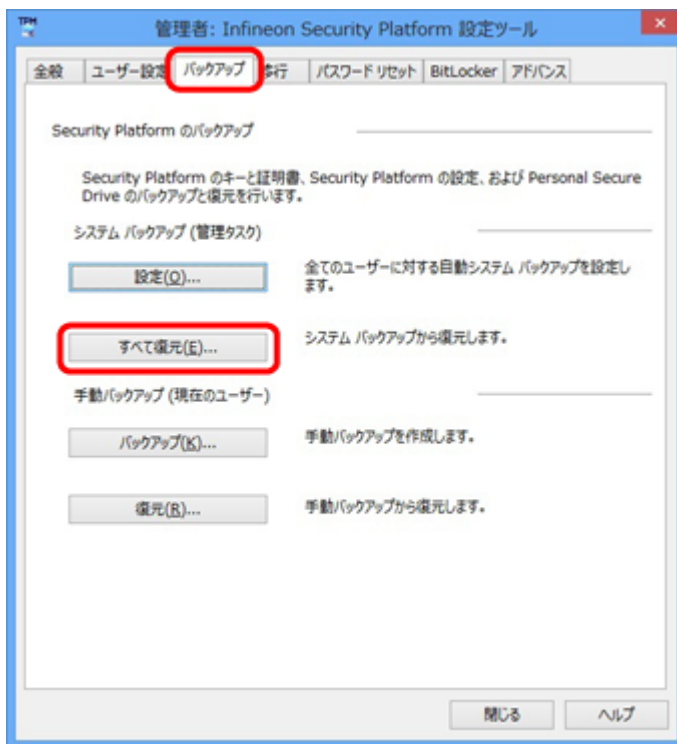 TPM
管理者: Infineon Security Platform 設定ツール
全般 ユーザー設定 バックアップ 移行 パスワード リセット BitLocker アドバンス
Security Platform のバックアップ
Security Platform のキーと証明書、Security Platform の設定、および Personal Secure
Drive のバックアップと復元を行います。
システム バックアップ (管理タスク)
設定(O)...
全てのユーザーに対する自動システム バックアップを設定し
ます。
すべて復元(E)...
システム バックアップから復元します。
手動バックアップ (現在のユーザー)
バックアップ(K)...
手動バックアップを作成します。
復元(R)...
手動バックアップから復元します。
閉じる
ヘルプ